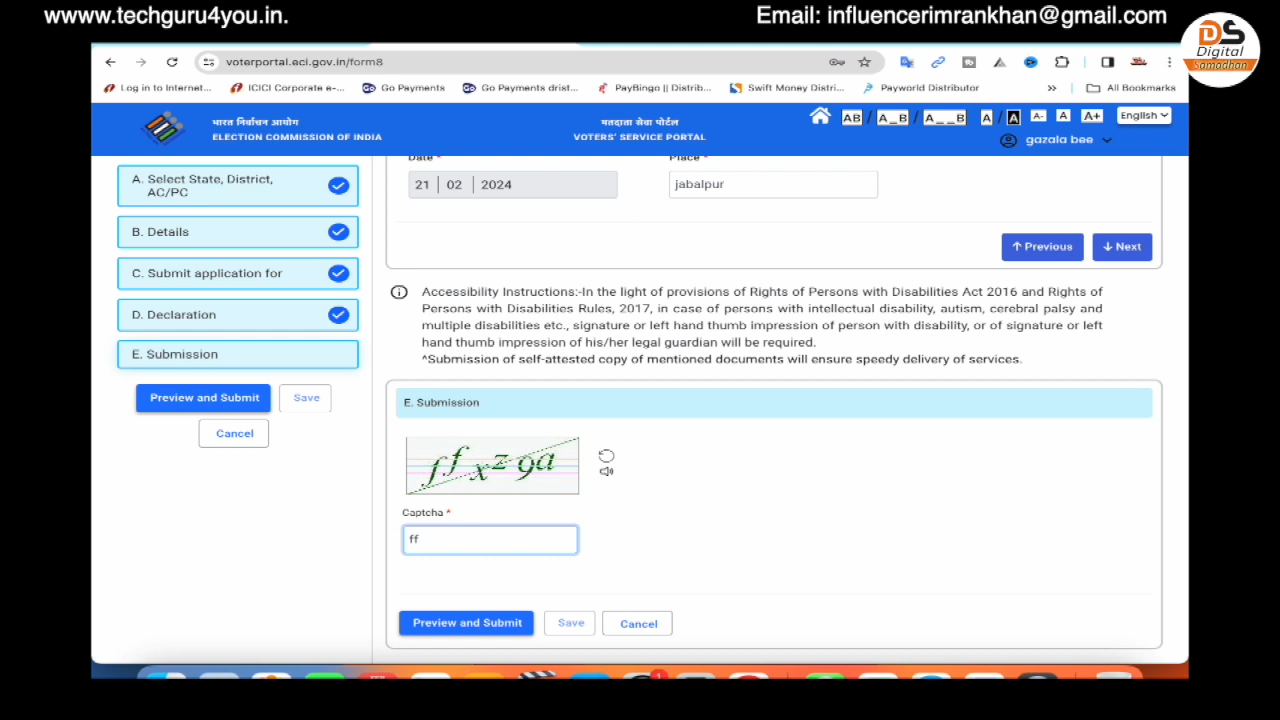 www.techguru4you.in.
Email: influencerimrankhan@gmail.com
DS
Digital
Samadhan
voterportal.eci.gov.in/form8
Log in to Internet...
ICICI Corporate e-...
Go Payments
Go Payments drist...
PayBingo || Distrib...
Swift Money Distri...
Payworld Distributor
»
All Bookmarks
भारत निर्वाचन आयोग
ELECTION COMMISSION OF INDIA
मतदाता सेवा पोर्टल
VOTERS' SERVICE PORTAL
AB / A_B / A__B A / A A- A A+
English
gazala bee
A. Select State, District,
AC/PC
B. Details
C. Submit application for
D. Declaration
E. Submission
Preview and Submit
Save
Cancel
Date *
Place *
21 | 02 | 2024
jabalpur
↑ Previous
↓ Next
Accessibility Instructions:-In the light of provisions of Rights of Persons with Disabilities Act 2016 and Rights of
Persons with Disabilities Rules, 2017, in case of persons with intellectual disability, autism, cerebral palsy and
multiple disabilities etc., signature or left hand thumb impression of person with disability, or of signature or left
hand thumb impression of his/her legal guardian will be required.
^Submission of self-attested copy of mentioned documents will ensure speedy delivery of services.
E. Submission
ffxz9a
Captcha *
ff
Preview and Submit
Save
Cancel
1